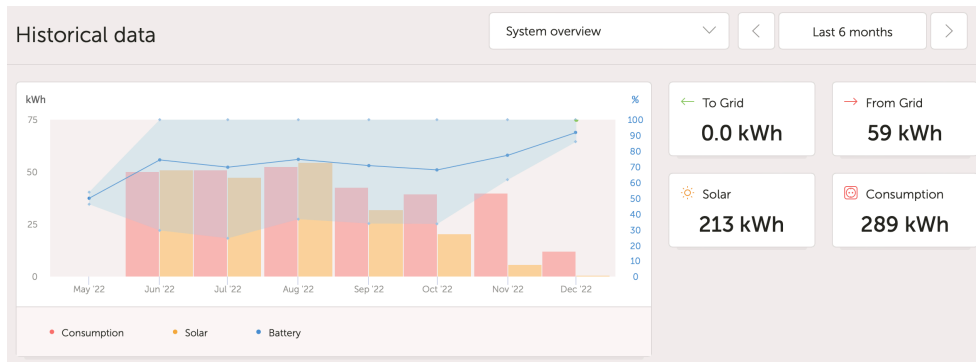 Historical data
System overview
Last 6 months
kWh
%
75
50
25
0
100
90
80
70
60
50
40
30
20
10
0
May '22
Jun '22
Jul '22
Aug '22
Sep '22
Oct '22
Nov '22
Dec '22
Consumption
Solar
Battery
To Grid
0.0 kWh
From Grid
59 kWh
Solar
213 kWh
Consumption
289 kWh